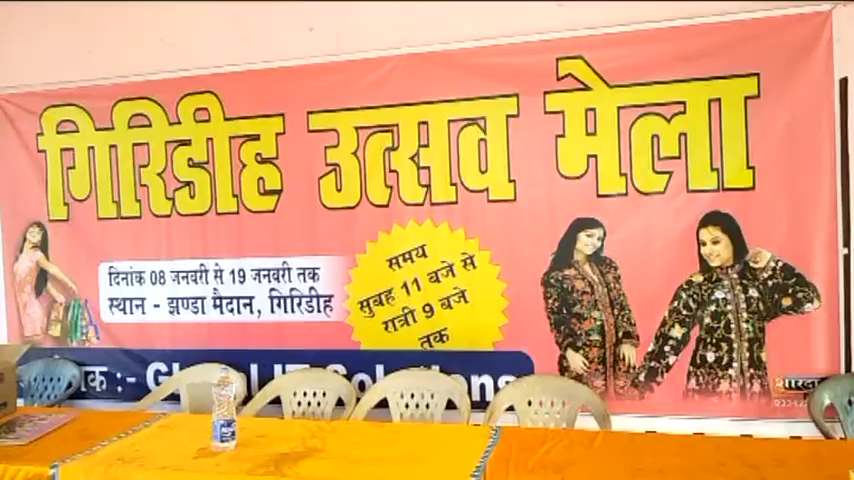 गिरिडीह उत्सव मेला
दिनांक 08 जनवरी से 19 जनवरी तक
स्थान - झण्डा मैदान, गिरिडीह
समय
सुबह 11 बजे से
रात्री 9 बजे
तक